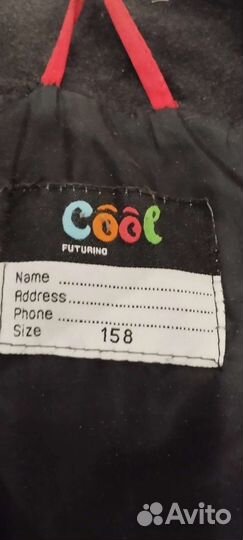 Cool
FUTURINO
Name
Address
Phone
Size 158
Avito